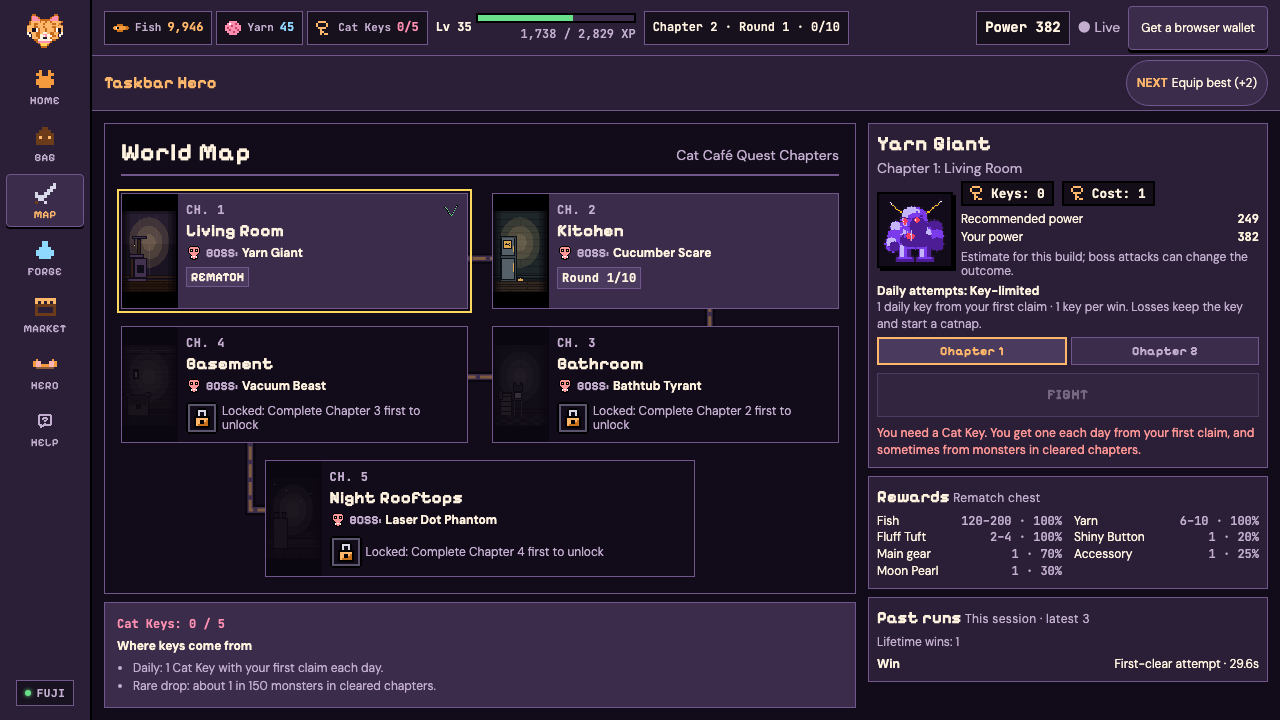 Fish 9,946
Yarn 45
Cat Keys 0/5
Lv 35
1,738 / 2,829 XP
Chapter 2 · Round 1 · 0/10
Power 382
Live
Get a browser wallet
HOME
BAG
MAP
FORGE
MARKET
HERO
HELP
FUJI
Taskbar Hero
NEXT Equip best (+2)
World Map
Cat Café Quest Chapters
CH. 1
Living Room
BOSS: Yarn Giant
REMATCH
CH. 2
Kitchen
BOSS: Cucumber Scare
Round 1/10
CH. 4
Basement
BOSS: Vacuum Beast
Locked: Complete Chapter 3 first to
unlock
CH. 3
Bathroom
BOSS: Bathtub Tyrant
Locked: Complete Chapter 2 first to
unlock
CH. 5
Night Rooftops
BOSS: Laser Dot Phantom
Locked: Complete Chapter 4 first to unlock
Cat Keys: 0 / 5
Where keys come from
• Daily: 1 Cat Key with your first claim each day.
• Rare drop: about 1 in 150 monsters in cleared chapters.
Yarn Giant
Chapter 1: Living Room
Keys: 0
Cost: 1
Recommended power 249
Your power 382
Estimate for this build; boss attacks can change the
outcome.
Daily attempts: Key-limited
1 daily key from your first claim · 1 key per win. Losses keep the key
and start a catnap.
Chapter 1
Chapter 2
FIGHT
You need a Cat Key. You get one each day from your first claim, and
sometimes from monsters in cleared chapters.
Rewards Rematch chest
Fish 120-200 · 100%
Yarn 6-10 · 100%
Fluff Tuft 2-4 · 100%
Shiny Button 1 · 20%
Main gear 1 · 70%
Accessory 1 · 25%
Moon Pearl 1 · 30%
Past runs This session · latest 3
Lifetime wins: 1
Win First-clear attempt · 29.6s